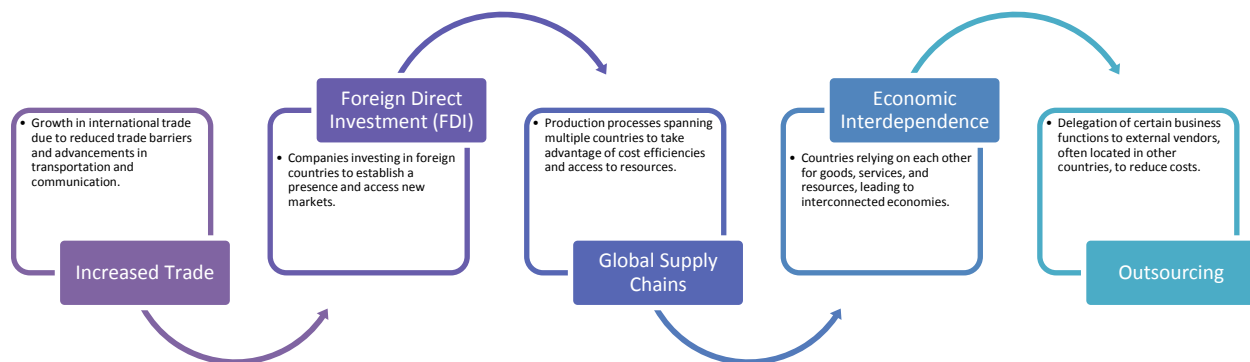 • Growth in international trade
due to reduced trade barriers
and advancements in
transportation and
communication.
Increased Trade
Foreign Direct
Investment (FDI)
• Companies investing in foreign
countries to establish a
presence and access new
markets.
• Production processes spanning
multiple countries to take
advantage of cost efficiencies
and access to resources.
Global Supply
Chains
Economic
Interdependence
• Countries relying on each other
for goods, services, and
resources, leading to
interconnected economies.
• Delegation of certain business
functions to external vendors,
often located in other
countries, to reduce costs.
Outsourcing